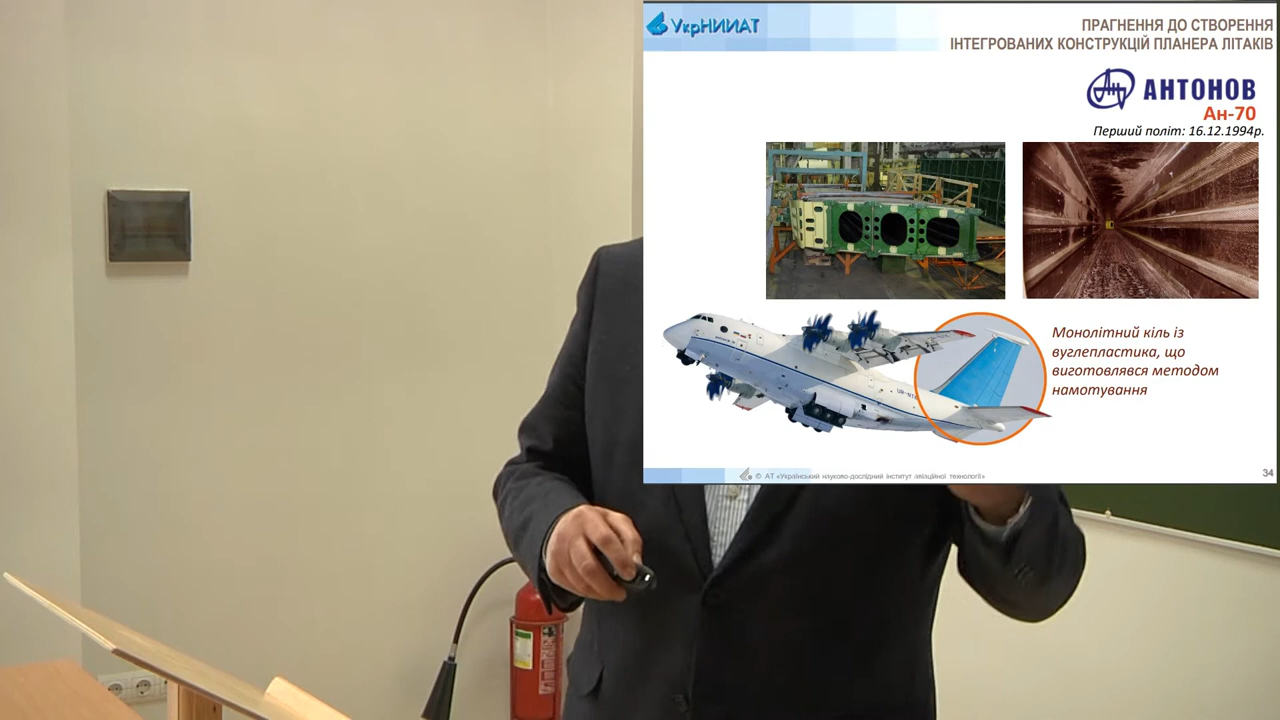 УкрНИИАТ
ПРАГНЕННЯ ДО СТВОРЕННЯ
ІНТЕГРОВАНИХ КОНСТРУКЦІЙ ПЛАНЕРА ЛІТАКІВ
АНТОНОВ
Ан-70
Перший політ: 16.12.1994р.
Монолітний кіль із
вуглепластика, що
виготовлявся методом
намотування
© АТ «Український науково-дослідний інститут авіаційної технології»
34